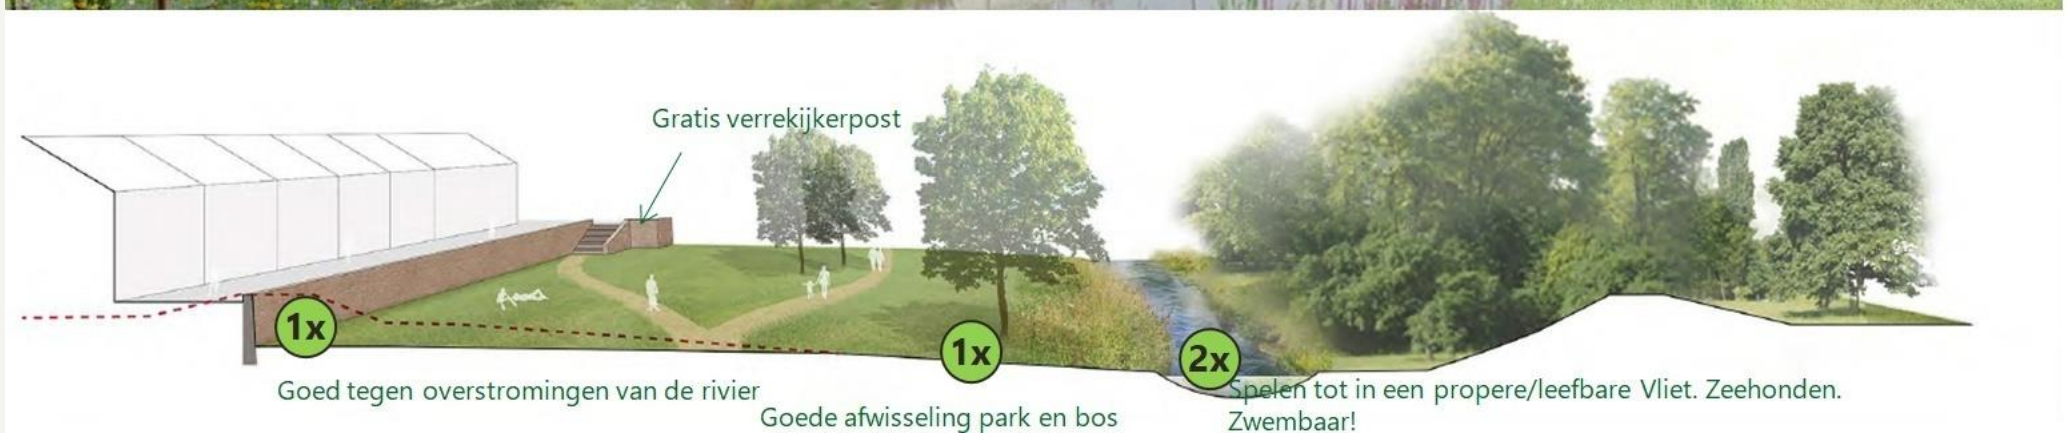 Gratis verrekijkerpost
1x
1x
2x
Goed tegen overstromingen van de rivier
Goede afwisseling park en bos
Spelen tot in een propere/leefbare Vliet. Zeehonden.
Zwembaar!